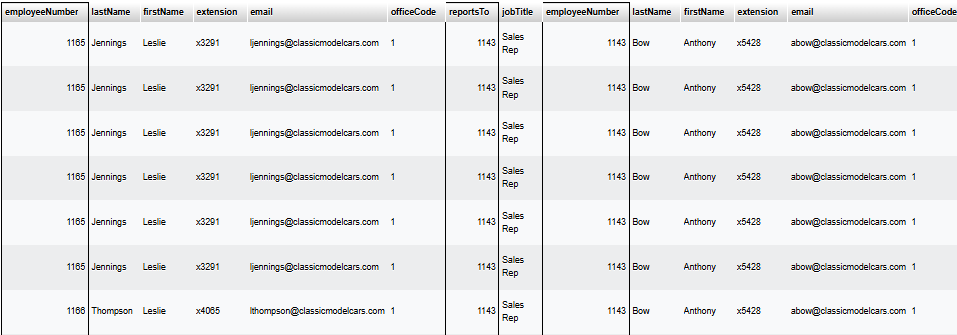 employeeNumber lastName firstName extension email officeCode reportsTo jobTitle employeeNumber lastName firstName extension email officeCode
1165 Jennings Leslie x3291 ljennings@classicmodelcars.com 1 1143 Sales Rep 1143 Bow Anthony x5428 abow@classicmodelcars.com 1
1165 Jennings Leslie x3291 ljennings@classicmodelcars.com 1 1143 Sales Rep 1143 Bow Anthony x5428 abow@classicmodelcars.com 1
1165 Jennings Leslie x3291 ljennings@classicmodelcars.com 1 1143 Sales Rep 1143 Bow Anthony x5428 abow@classicmodelcars.com 1
1165 Jennings Leslie x3291 ljennings@classicmodelcars.com 1 1143 Sales Rep 1143 Bow Anthony x5428 abow@classicmodelcars.com 1
1165 Jennings Leslie x3291 ljennings@classicmodelcars.com 1 1143 Sales Rep 1143 Bow Anthony x5428 abow@classicmodelcars.com 1
1165 Jennings Leslie x3291 ljennings@classicmodelcars.com 1 1143 Sales Rep 1143 Bow Anthony x5428 abow@classicmodelcars.com 1
1166 Thompson Leslie x4065 lthompson@classicmodelcars.com 1 1143 Sales Rep 1143 Bow Anthony x5428 abow@classicmodelcars.com 1